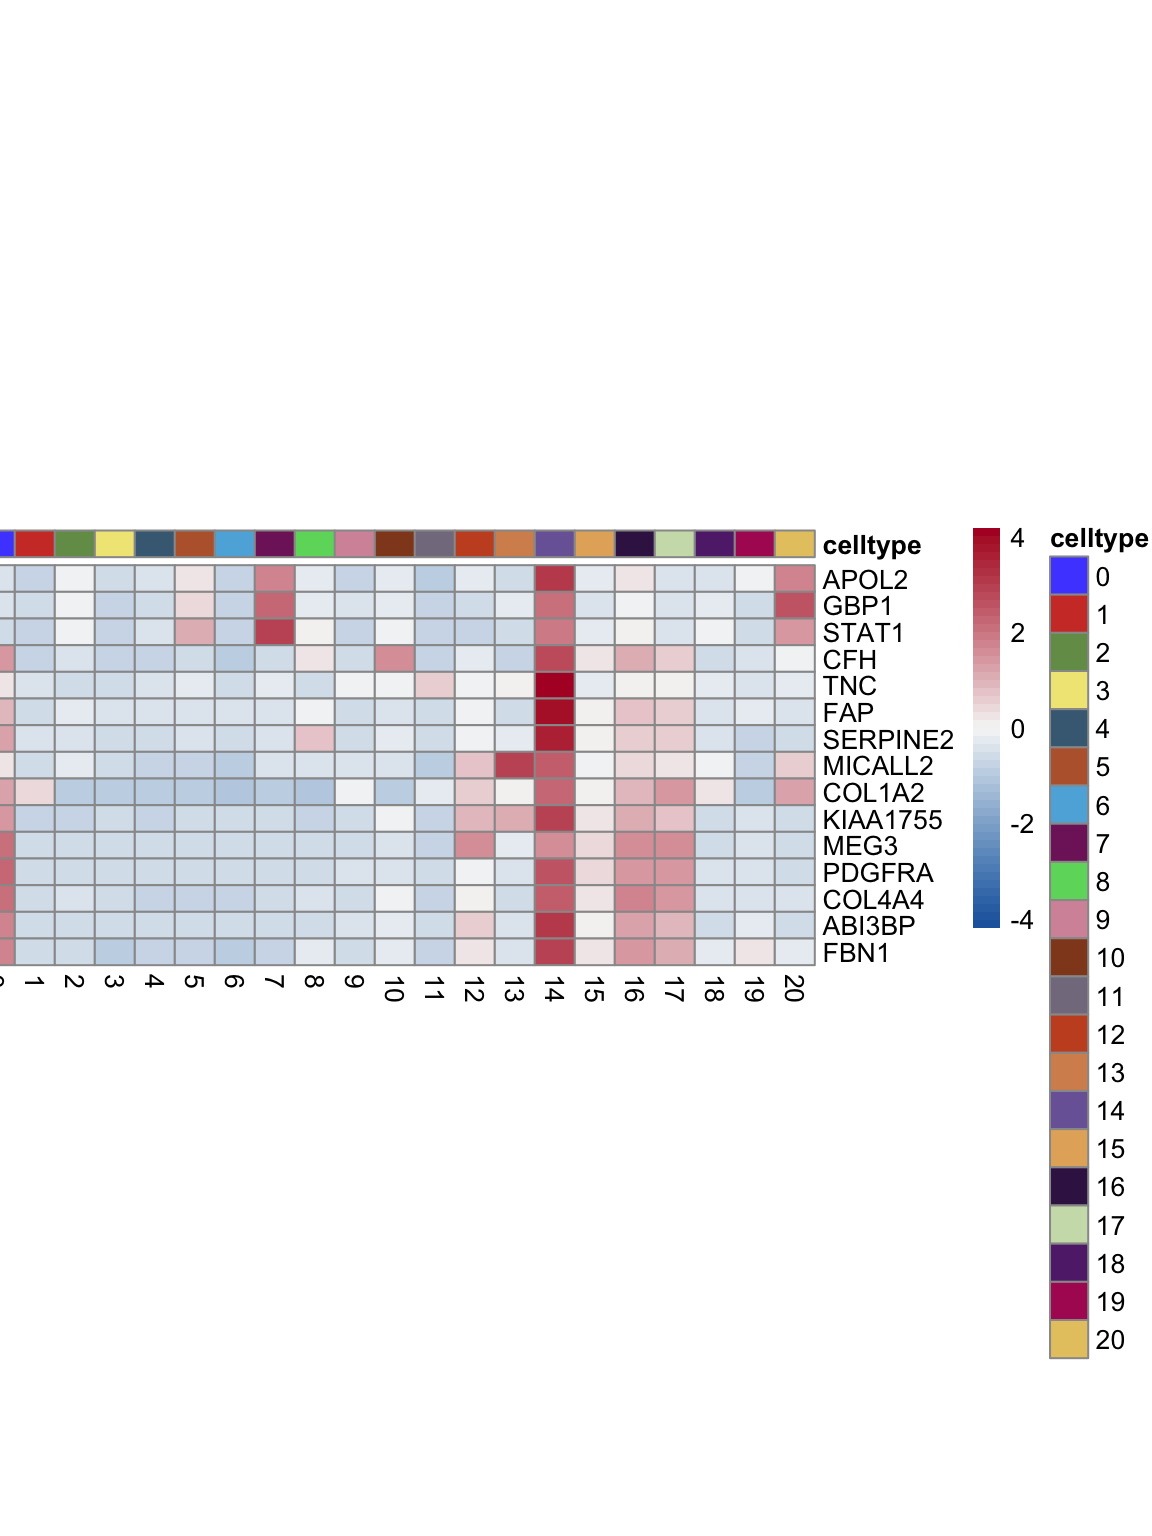 celltype
APOL2
GBP1
STAT1
CFH
TNC
FAP
SERPINE2
MICALL2
COL1A2
KIAA1755
MEG3
PDGFRA
COL4A4
ABI3BP
FBN1
1 2 3 4 5 6 7 8 9 10 11 12 13 14 15 16 17 18 19 20
4
2
0
-2
-4
celltype
0
1
2
3
4
5
6
7
8
9
10
11
12
13
14
15
16
17
18
19
20